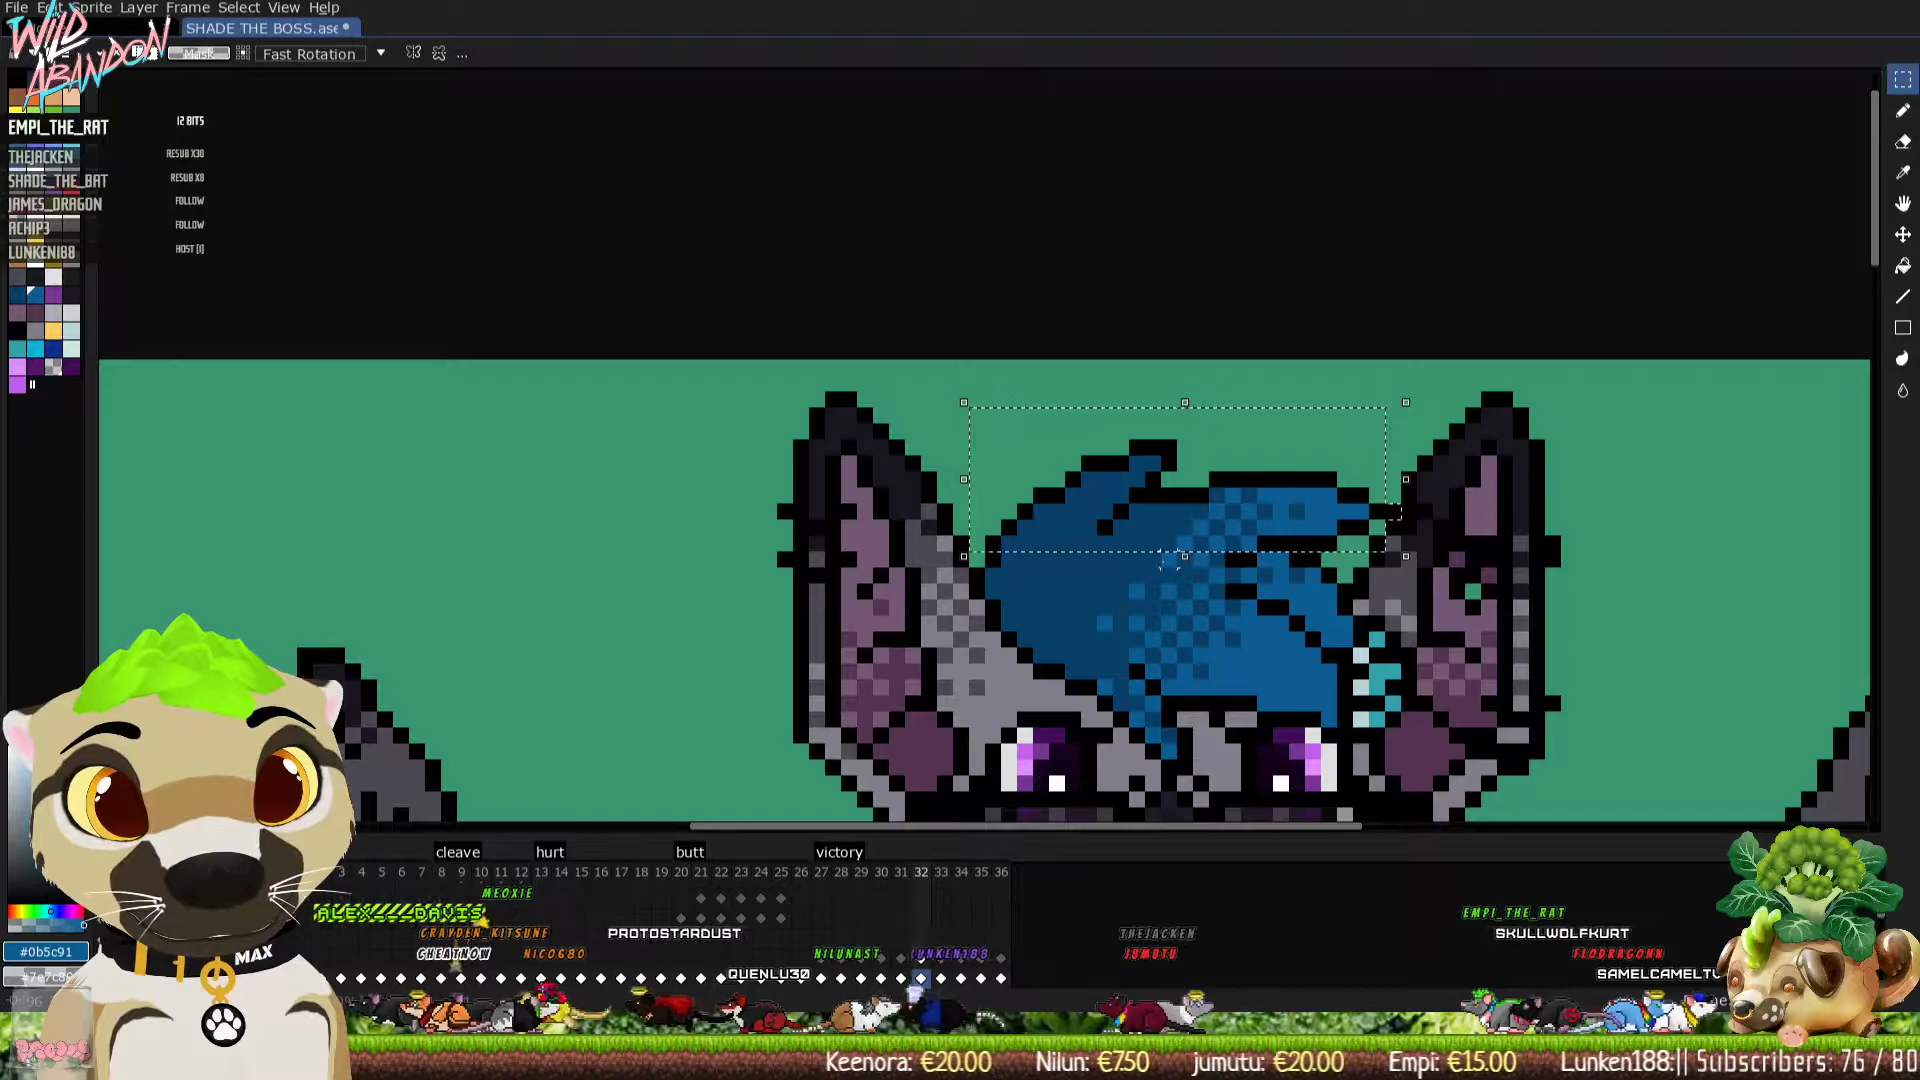 File Edit Sprite Layer Frame Select View Help
WILD ABANDON
SHADE THE BOSS.ase
Mask
Fast Rotation
...
EMPI_THE_RAT 12 BITS
THEJACKEN RESUB X30
SHADE_THE_BAT RESUB X8
JAMES_DRAGON FOLLOW
ACHIP3 FOLLOW
LUNKEN188 HOST [1]
cleave hurt butt victory
3 4 5 6 7 8 9 10 11 12 13 14 15 16 17 18 19 20 21 22 23 24 25 26 27 28 29 30 31 32 33 34 35 36
MEOXIE
ALEX___DAVIS EMPI_THE_RAT
CRAYDEN_KITSUNE PROTOSTARDUST THEJACKEN SKULLWOLFKURT
CHEATNOW NICO680 NILUNAST LUNKEN188 JUMUTU FLODRAGONN
QUENLU30 SAMELCAMELTV
#0b5c91
MAX
Keenora: €20.00 Nilun: €7.50 jumutu: €20.00 Empi: €15.00 Lunken188: || Subscribers: 76 / 80